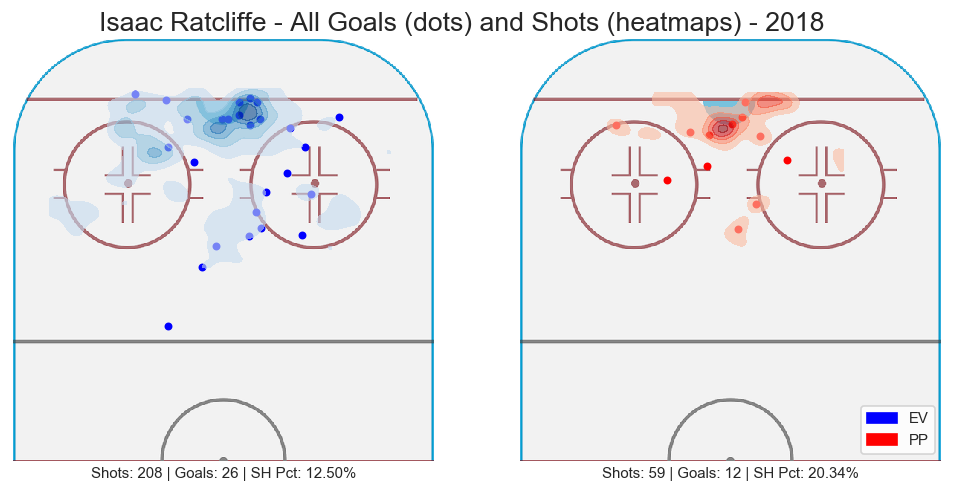 Isaac Ratcliffe - All Goals (dots) and Shots (heatmaps) - 2018
EV
PP
Shots: 208 | Goals: 26 | SH Pct: 12.50%
Shots: 59 | Goals: 12 | SH Pct: 20.34%